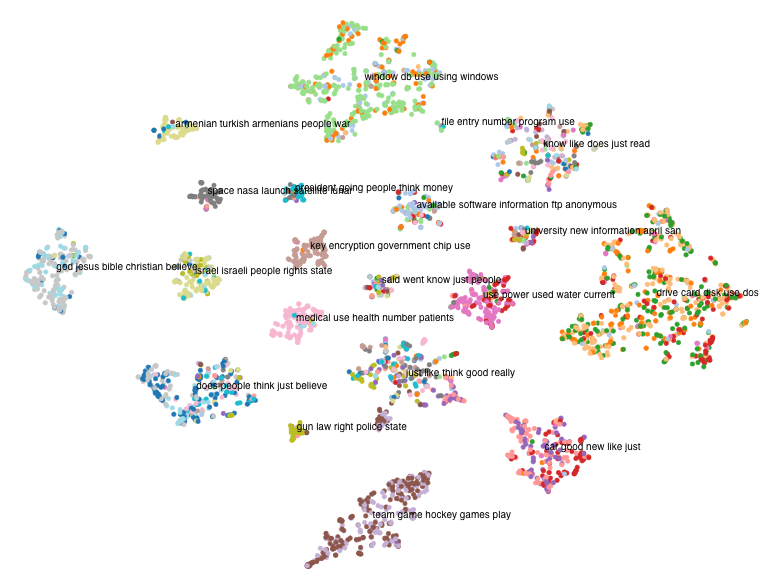 window db use using windows
armenian turkish armenians people war
file entry number program use
know like does just read
space nasa launch satellite lunar
president going people think money
available software information ftp anonymous
university new information april san
key encryption government chip use
god jesus bible christian believe
israel israeli people rights state
said went know just people
use power used water current
drive card disk use dos
medical use health number patients
just like think good really
does people think just believe
gun law right police state
car good new like just
team game hockey games play